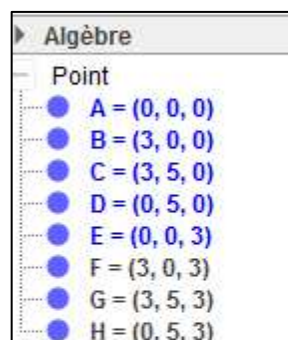 Algèbre
Point
A = (0, 0, 0)
B = (3, 0, 0)
C = (3, 5, 0)
D = (0, 5, 0)
E = (0, 0, 3)
F = (3, 0, 3)
G = (3, 5, 3)
H = (0, 5, 3)